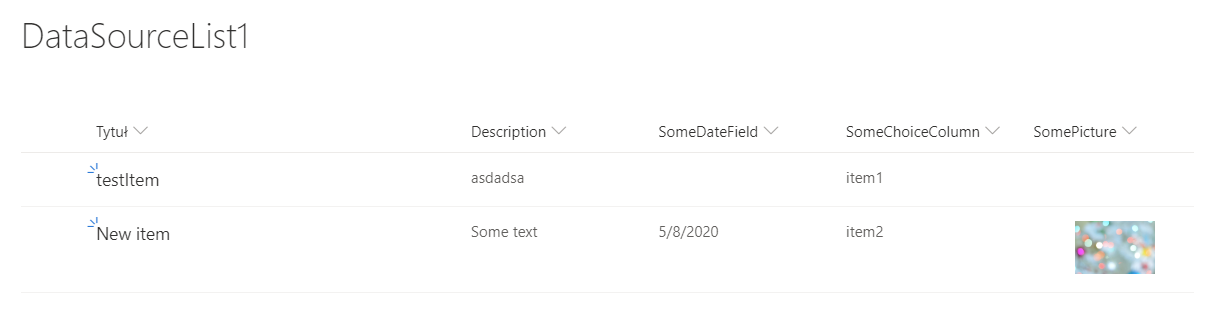 DataSourceList1
Tytuł Description SomeDateField SomeChoiceColumn SomePicture
testItem asdadsa item1
New item Some text 5/8/2020 item2